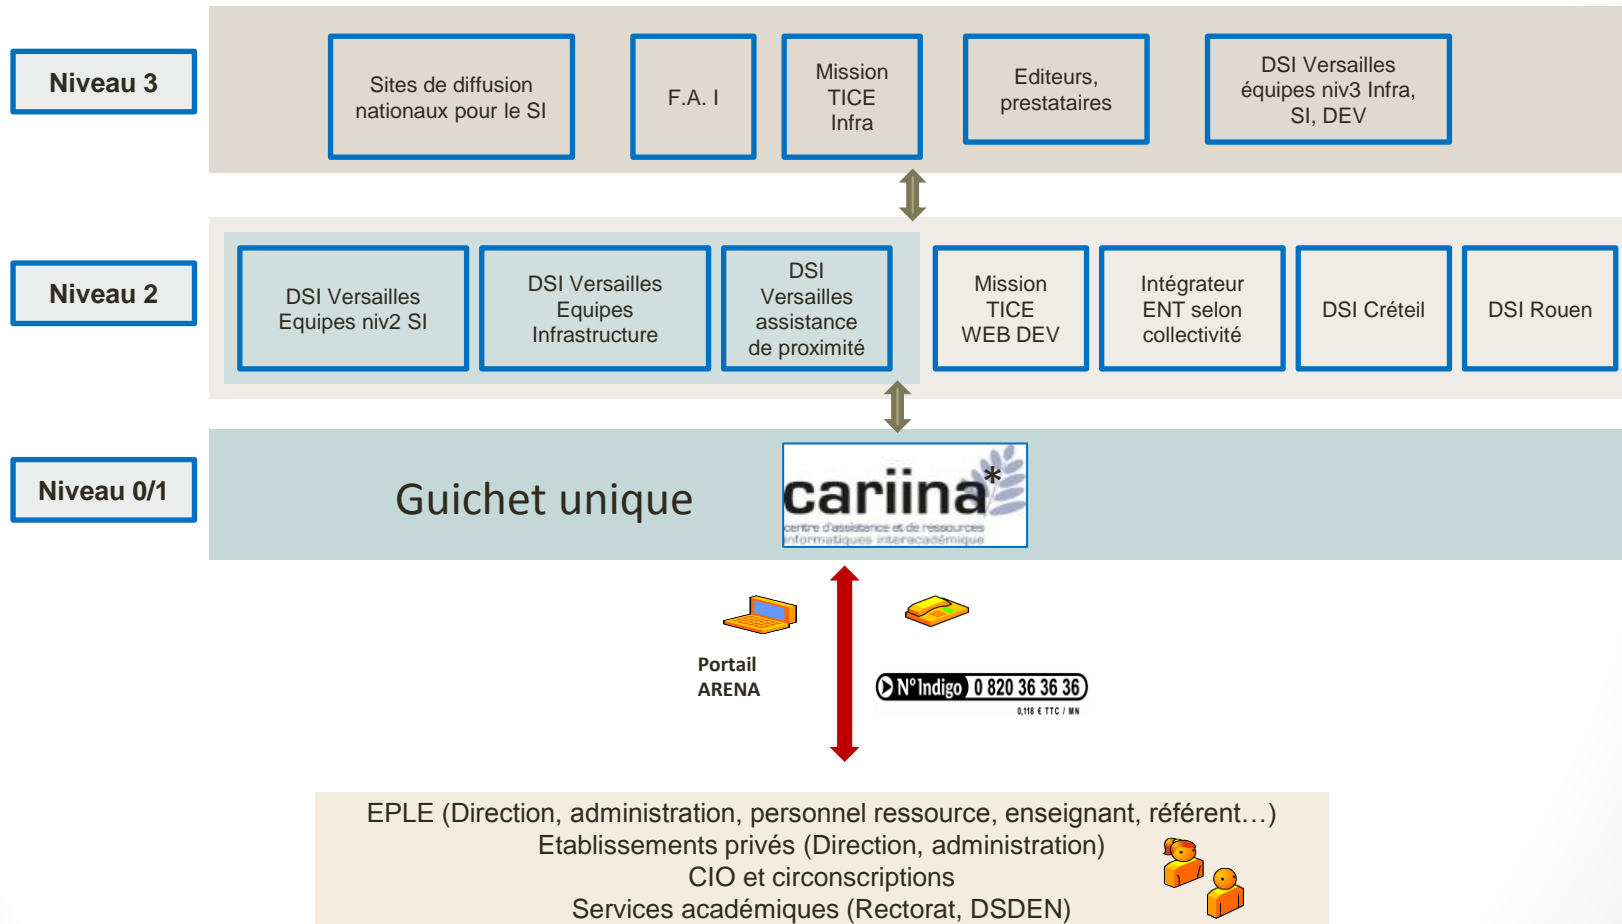 Niveau 3
Sites de diffusion
nationaux pour le SI
F.A. I
Mission
TICE
Infra
Editeurs,
prestataires
DSI Versailles
équipes niv3 Infra,
SI, DEV
Niveau 2
DSI Versailles
Equipes niv2 SI
DSI Versailles
Equipes
Infrastructure
DSI
Versailles
assistance
de proximité
Mission
TICE
WEB DEV
Intégrateur
ENT selon
collectivité
DSI Créteil
DSI Rouen
Niveau 0/1
Guichet unique
cariina*
centre d'assistance et de ressources
informatiques interacadémique
Portail
ARENA
N° Indigo 0 820 36 36 36
0,118 € TTC / MN
EPLE (Direction, administration, personnel ressource, enseignant, référent…)
Etablissements privés (Direction, administration)
CIO et circonscriptions
Services académiques (Rectorat, DSDEN)